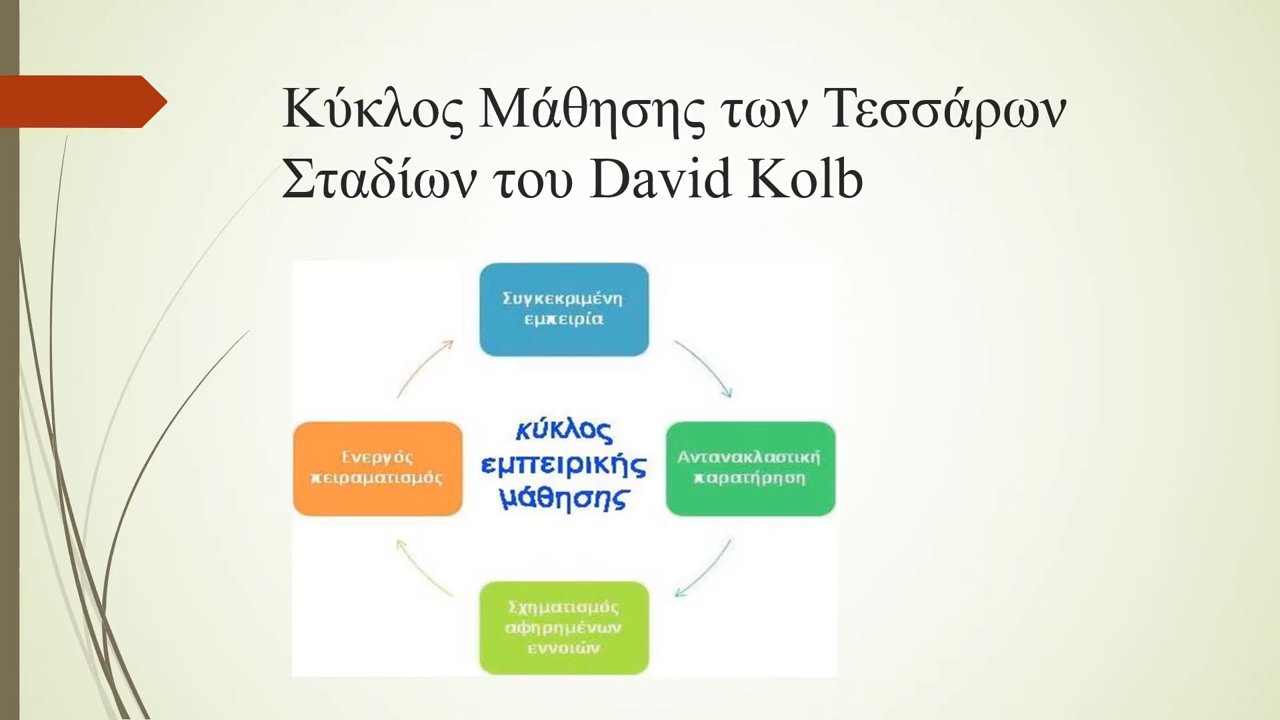 Κύκλος Μάθησης των Τεσσάρων
Σταδίων του David Kolb
Συγκεκριμένη
εμπειρία
Ενεργός
πειραματισμός
κύκλος
εμπειρικής
μάθησης
Αντανακλαστική
παρατήρηση
Σχηματισμός
αφηρημένων
εννοιών